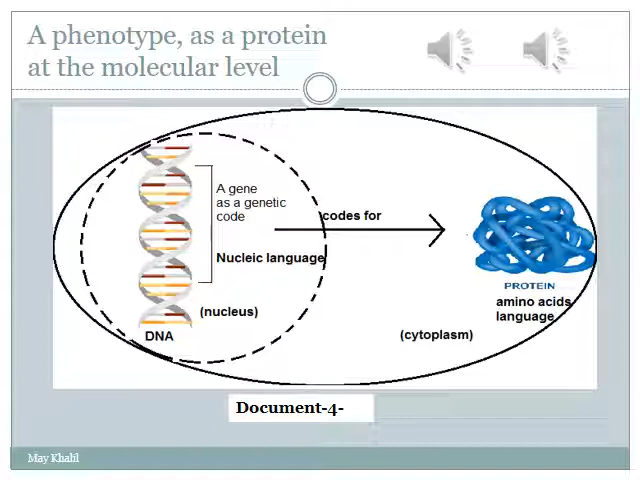 A phenotype, as a protein
at the molecular level
A gene
as a genetic
code
codes for
Nucleic language
PROTEIN
amino acids
language
(nucleus)
(cytoplasm)
DNA
Document-4-
May Khalil